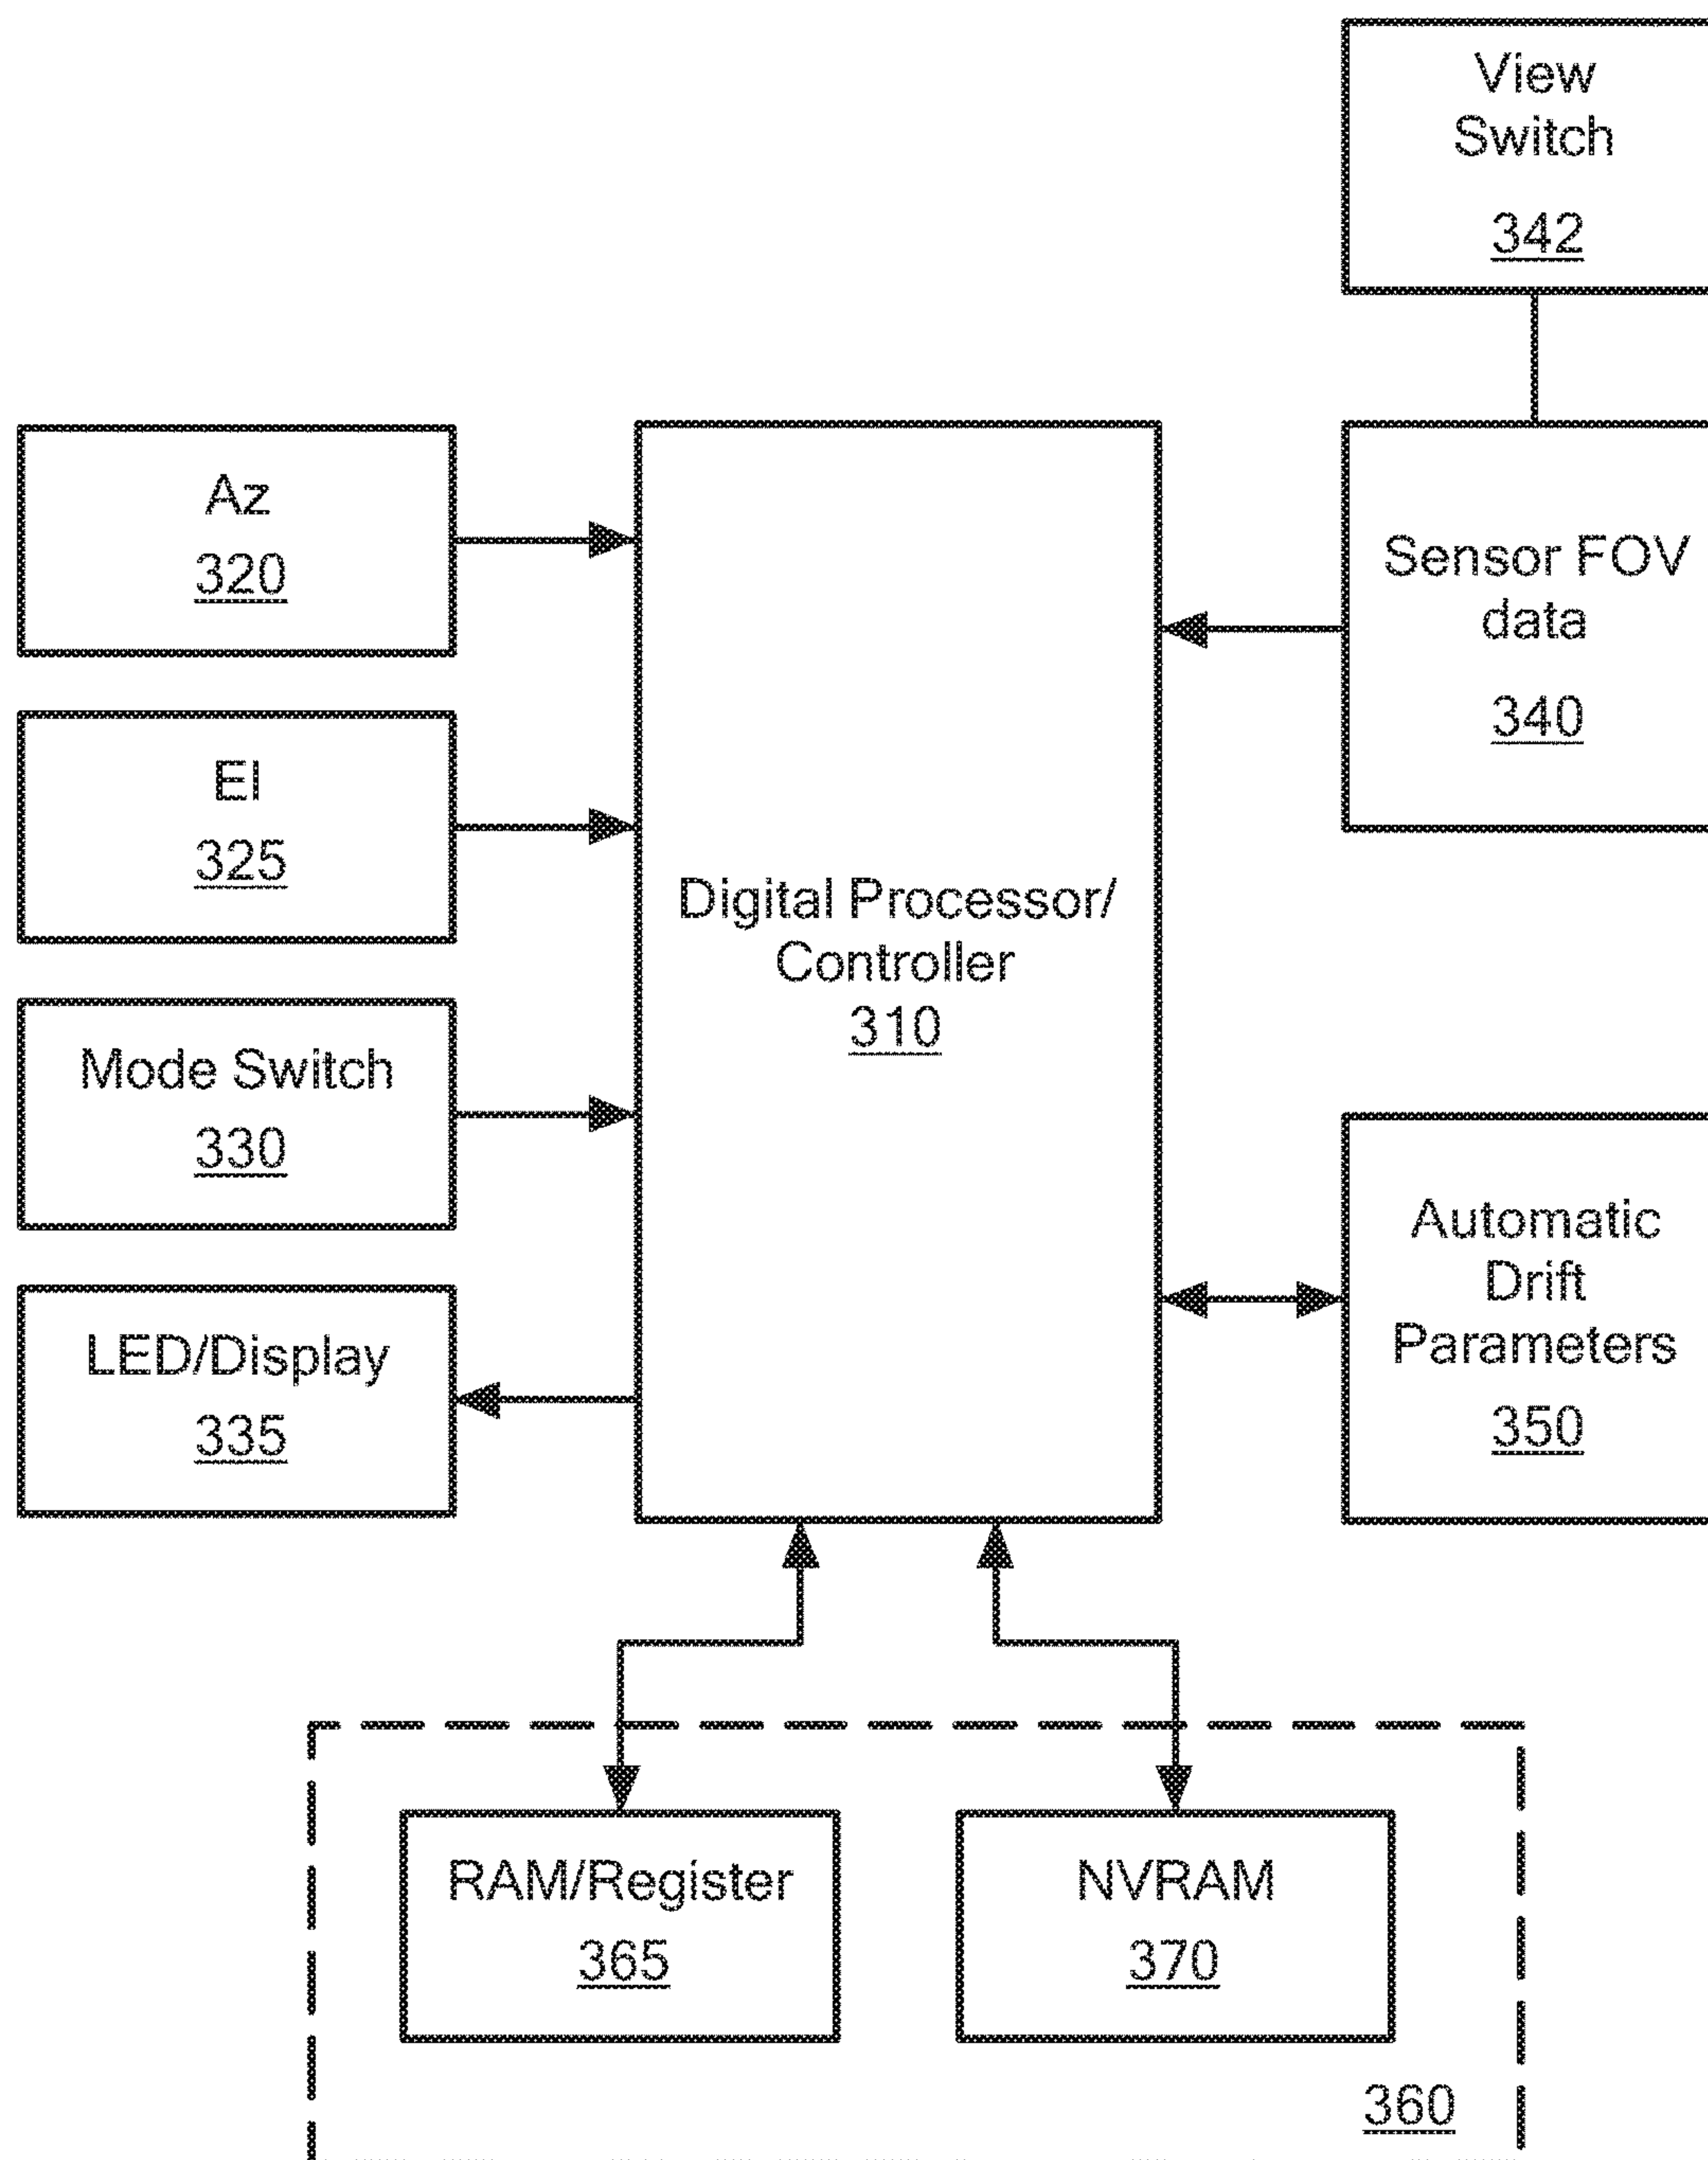 View
Switch
342
Az
320
El
325
Mode Switch
330
LED/Display
335
Digital Processor/
Controller
310
Sensor FOV
data
340
Automatic
Drift
Parameters
350
RAM/Register
365
NVRAM
370
360